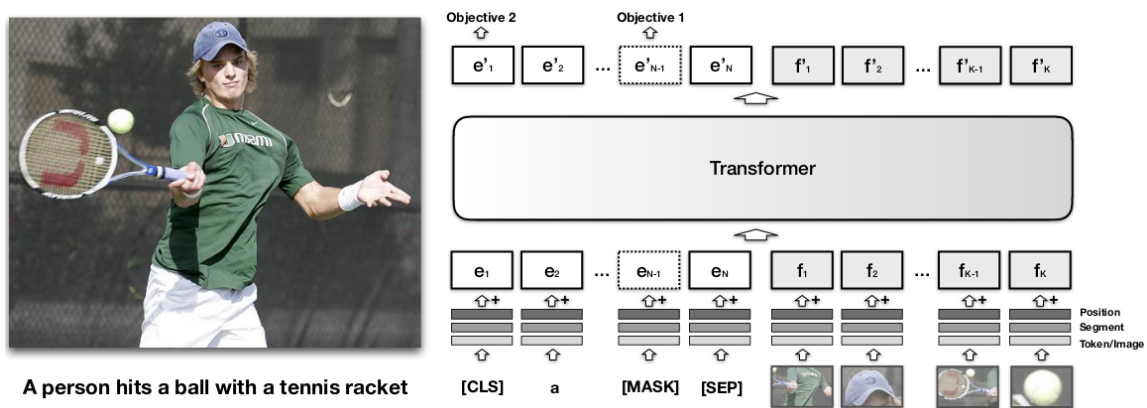 Objective 2
Objective 1
e'1 e'2 ... e'N-1 e'N f'1 f'2 ... f'K-1 f'K
Transformer
e1 e2 ... eN-1 eN f1 f2 ... fK-1 fK
+ + + + + + + +
Position
Segment
Token/Image
[CLS] a [MASK] [SEP]
MIAMI
A person hits a ball with a tennis racket